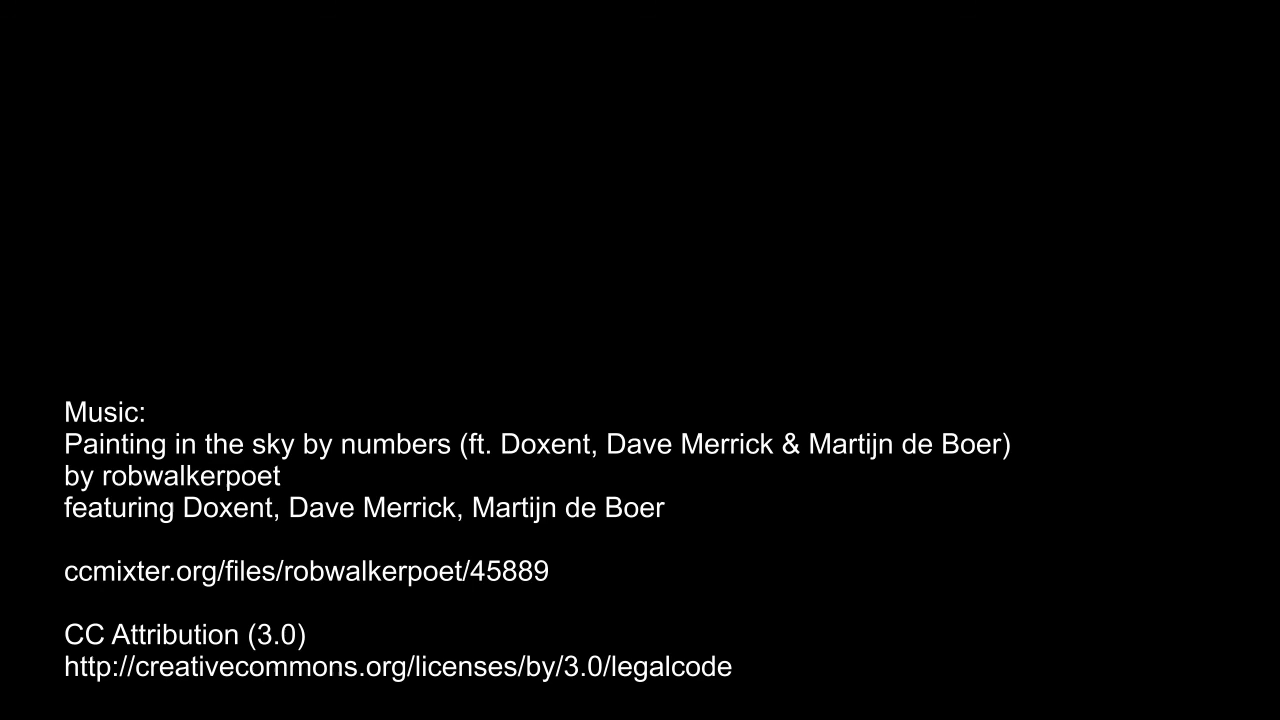 Music:
Painting in the sky by numbers (ft. Doxent, Dave Merrick & Martijn de Boer)
by robwalkerpoet
featuring Doxent, Dave Merrick, Martijn de Boer
ccmixter.org/files/robwalkerpoet/45889
CC Attribution (3.0)
http://creativecommons.org/licenses/by/3.0/legalcode